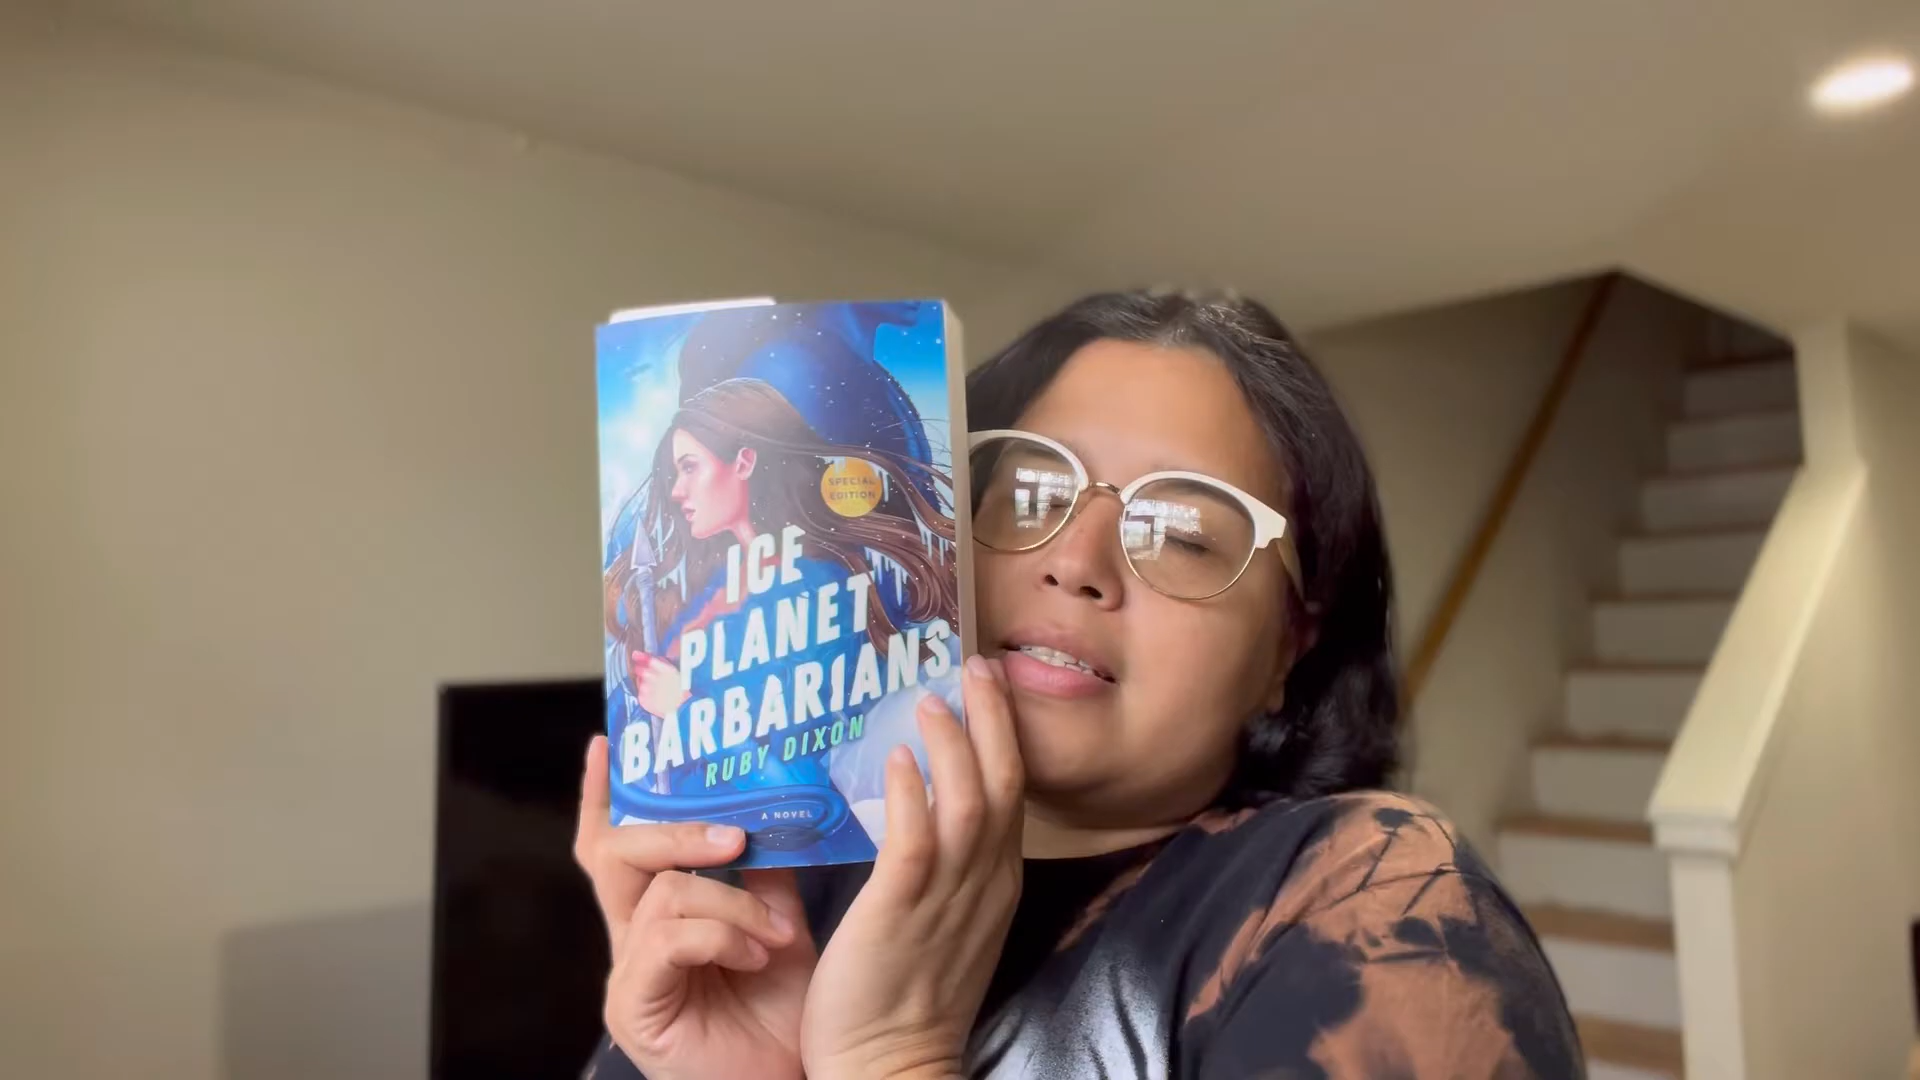 SPECIAL
EDITION
ICE
PLANET
BARBARIANS
RUBY DIXON
A NOVEL